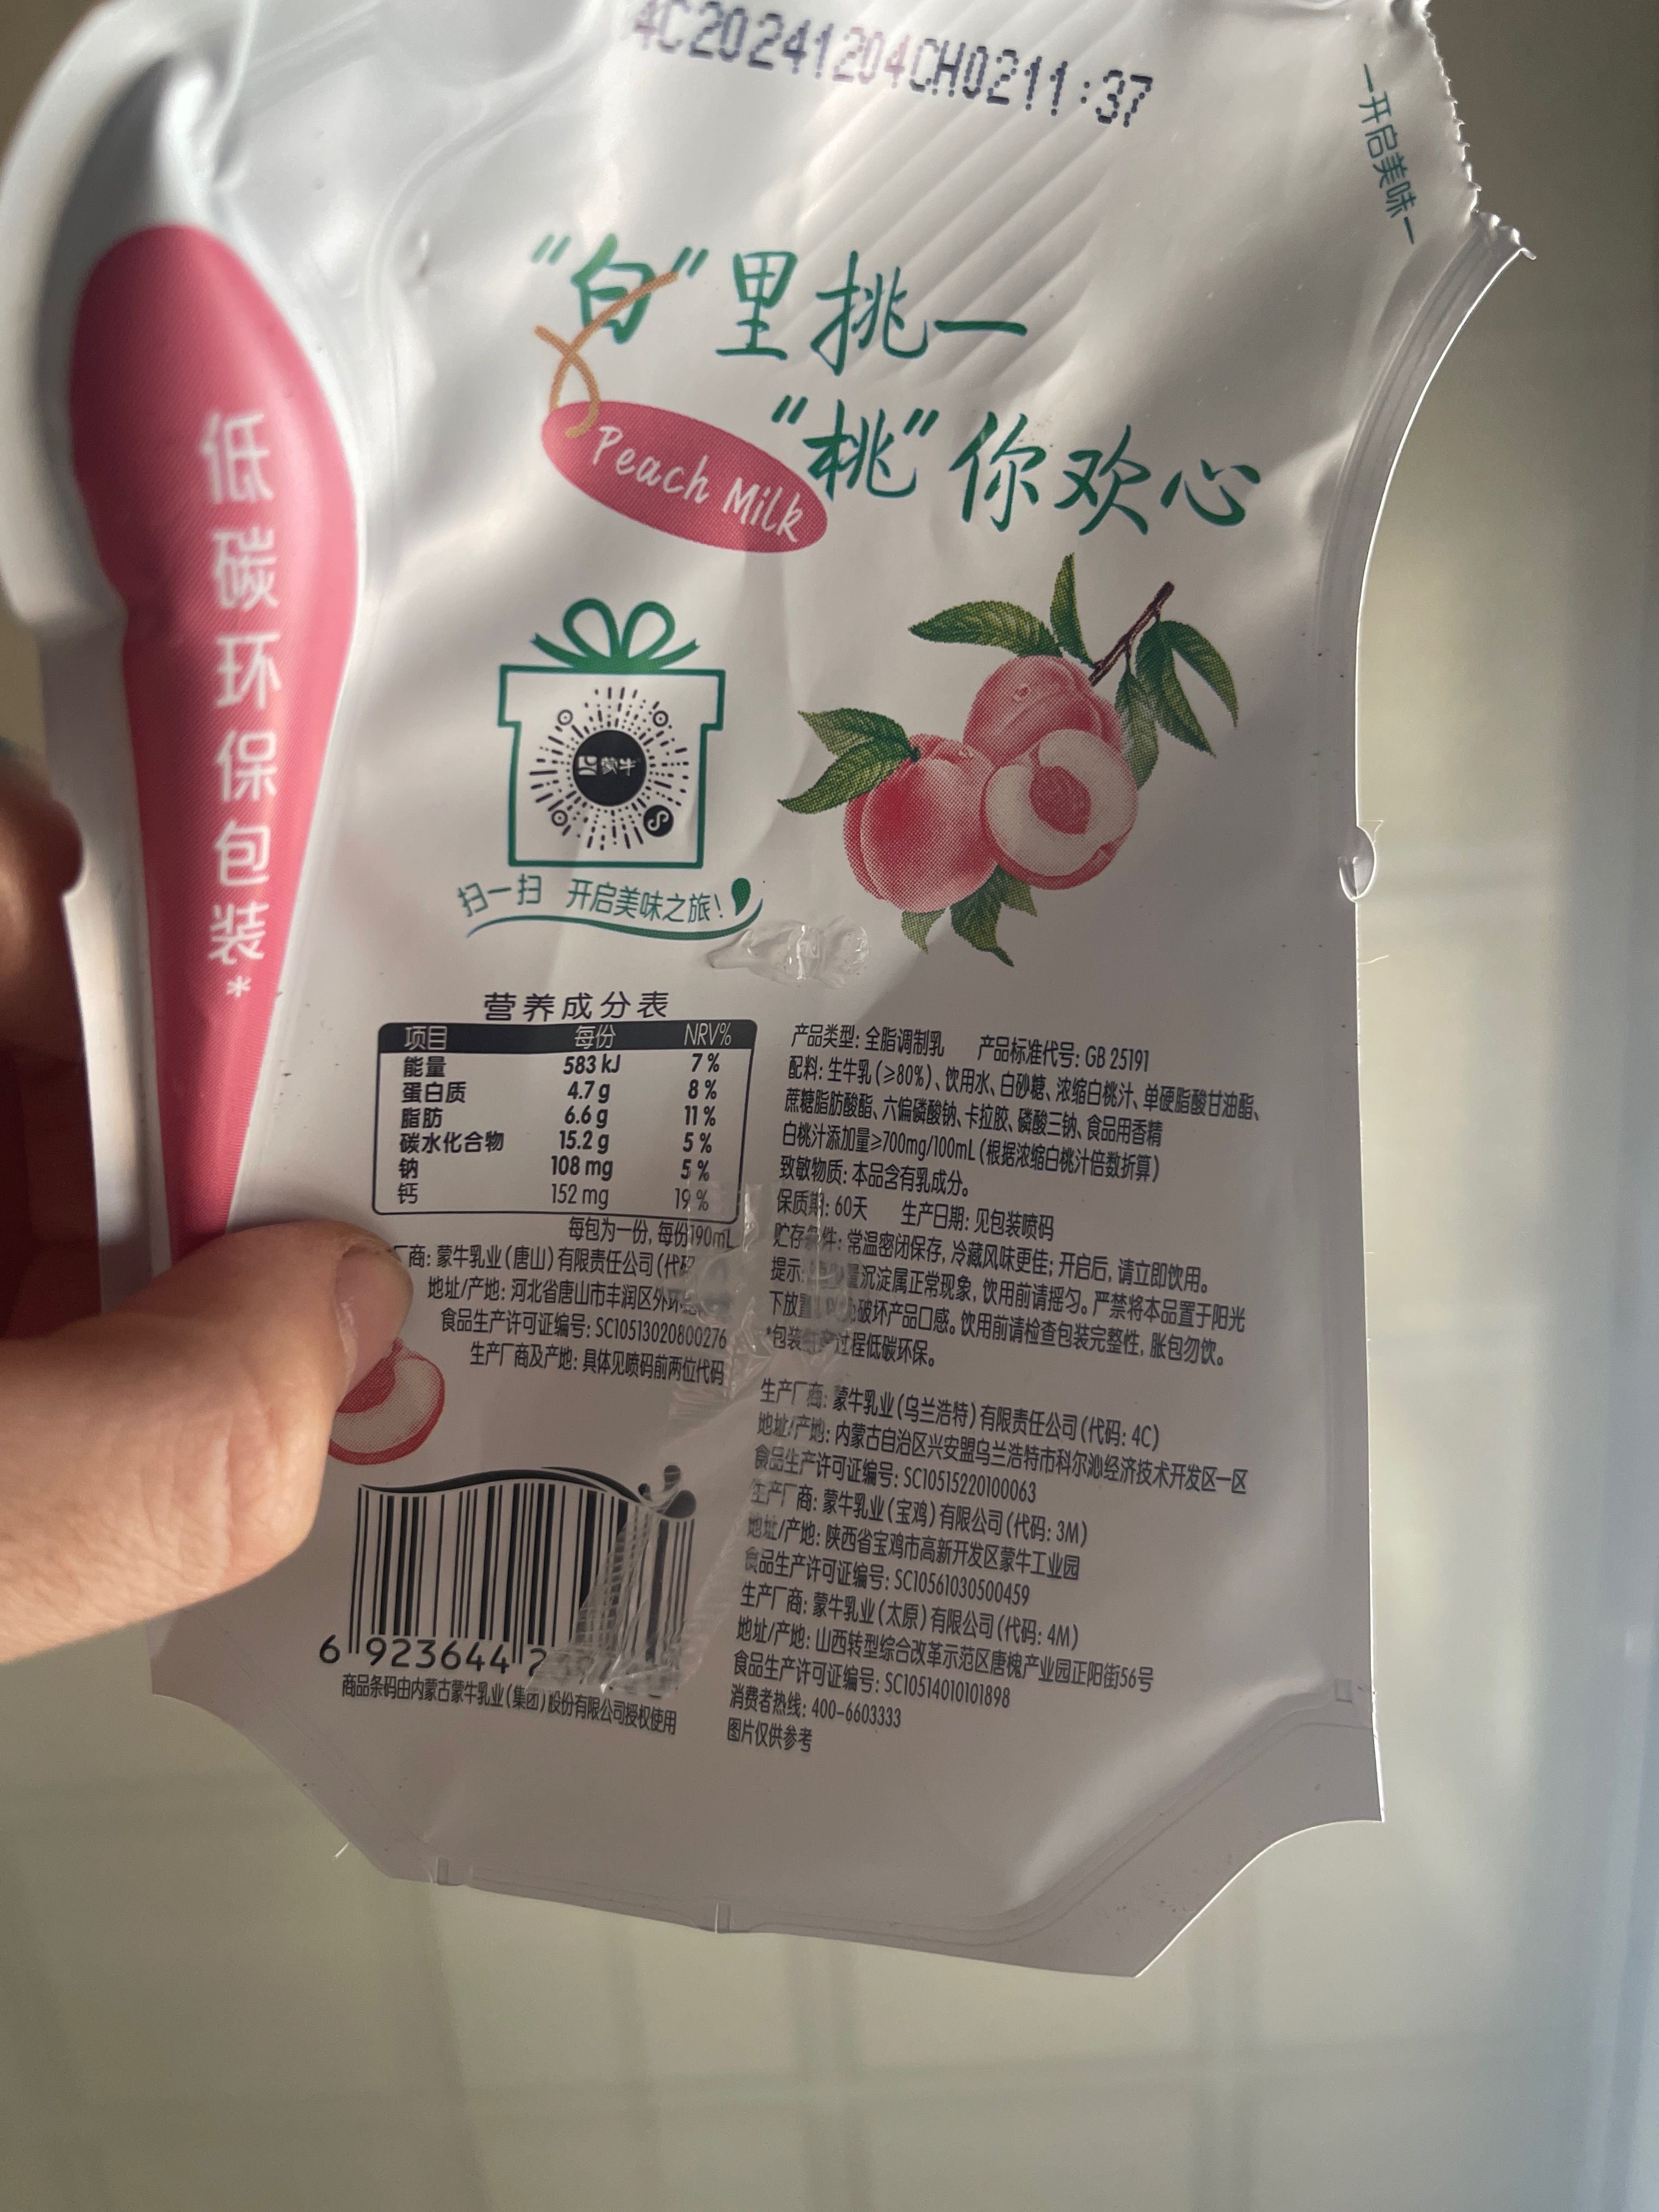 4C20241204CH0211:37
一开启美味一
“白”里挑一
“桃”你欢心
Peach Milk
低碳环保包装*
蒙牛
扫一扫 开启美味之旅!
营养成分表
项目 每份 NRV%
能量 583 kJ 7%
蛋白质 4.7 g 8%
脂肪 6.6 g 11%
碳水化合物 15.2 g 5%
钠 108 mg 5%
钙 152 mg 19%
每包为一份, 每份190mL
厂商: 蒙牛乳业(唐山)有限责任公司(代
地址/产地: 河北省唐山市丰润区外环
食品生产许可证编号: SC10513020800276
生产厂商及产地: 具体见喷码前两位代码
6 923644 2
商品条码由内蒙古蒙牛乳业(集团)股份有限公司授权使用
产品类型: 全脂调制乳 产品标准代号: GB 25191
配料: 生牛乳(≥80%)、饮用水、白砂糖、浓缩白桃汁、单硬脂酸甘油酯、
蔗糖脂肪酸酯、六偏磷酸钠、卡拉胶、磷酸三钠、食品用香精
白桃汁添加量≥700mg/100mL(根据浓缩白桃汁倍数折算)
致敏物质: 本品含有乳成分。
保质期: 60天 生产日期: 见包装喷码
贮存条件: 常温密闭保存, 冷藏风味更佳; 开启后, 请立即饮用。
提示: 量沉淀属正常现象, 饮用前请摇匀。严禁将本品置于阳光
下放置 破坏产品口感。饮用前请检查包装完整性, 胀包勿饮。
*包装 过程低碳环保。
生产厂商: 蒙牛乳业(乌兰浩特)有限责任公司(代码: 4C)
地址/产地: 内蒙古自治区兴安盟乌兰浩特市科尔沁经济技术开发区一区
食品生产许可证编号: SC10515220100063
生产厂商: 蒙牛乳业(宝鸡)有限公司(代码: 3M)
地址/产地: 陕西省宝鸡市高新开发区蒙牛工业园
食品生产许可证编号: SC10561030500459
生产厂商: 蒙牛乳业(太原)有限公司(代码: 4M)
地址/产地: 山西转型综合改革示范区唐槐产业园正阳街56号
食品生产许可证编号: SC10514010101898
消费者热线: 400-6603333
图片仅供参考